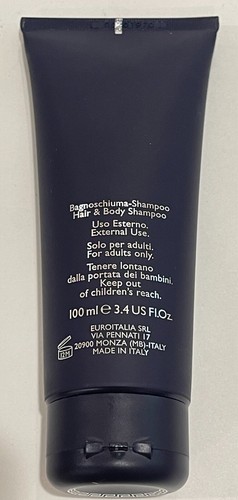 Bagnoschiuma-Shampoo
Hair & Body Shampoo
Uso Esterno.
External Use.
Solo per adulti.
For adults only.
Tenere lontano
dalla portata dei bambini.
Keep out
of children's reach.
100 ml e 3.4 US Fl.Oz.
EUROITALIA SRL
VIA PENNATI 17
20900 MONZA (MB)-ITALY
MADE IN ITALY